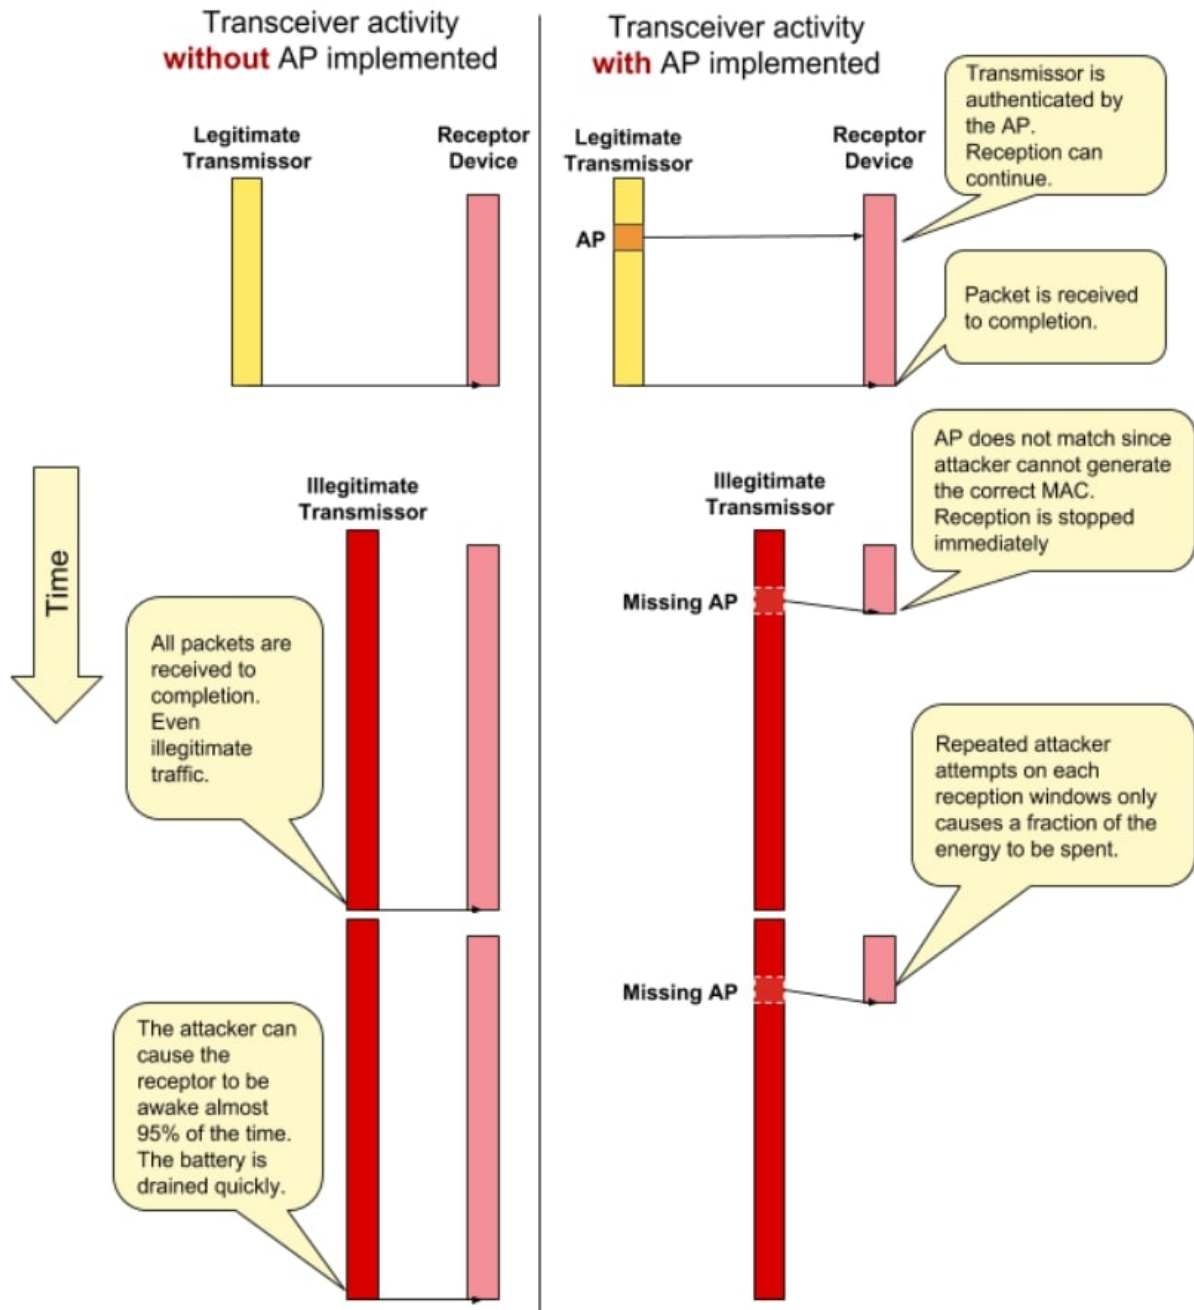 Transceiver activity
without AP implemented
Legitimate
Transmissor
Receptor
Device
Time
Illegitimate
Transmissor
All packets are
received to
completion.
Even
illegitimate
traffic.
The attacker can
cause the
receptor to be
awake almost
95% of the time.
The battery is
drained quickly.
Transceiver activity
with AP implemented
Legitimate
Transmissor
Receptor
Device
AP
Transmissor is
authenticated by
the AP.
Reception can
continue.
Packet is received
to completion.
Illegitimate
Transmissor
Missing AP
AP does not match since
attacker cannot generate
the correct MAC.
Reception is stopped
immediately
Repeated attacker
attempts on each
reception windows only
causes a fraction of the
energy to be spent.
Missing AP